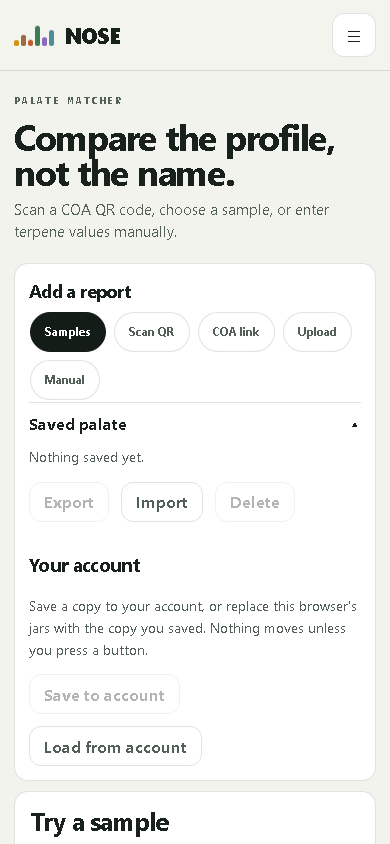 NOSE
PALATE MATCHER
Compare the profile,
not the name.
Scan a COA QR code, choose a sample, or enter
terpene values manually.
Add a report
Samples
Scan QR
COA link
Upload
Manual
Saved palate
Nothing saved yet.
Export
Import
Delete
Your account
Save a copy to your account, or replace this browser's
jars with the copy you saved. Nothing moves unless
you press a button.
Save to account
Load from account
Try a sample